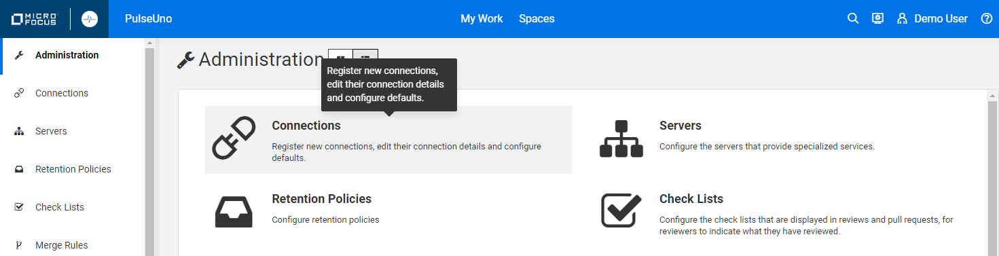 MICRO
FOCUS
PulseUno
My Work Spaces
Demo User
Administration
Connections
Servers
Retention Policies
Check Lists
Merge Rules
Administration
Register new connections,
edit their connection details
and configure defaults.
Connections
Register new connections, edit their connection details and configure
defaults.
Servers
Configure the servers that provide specialized services.
Retention Policies
Configure retention policies
Check Lists
Configure the check lists that are displayed in reviews and pull requests, for
reviewers to indicate what they have reviewed.